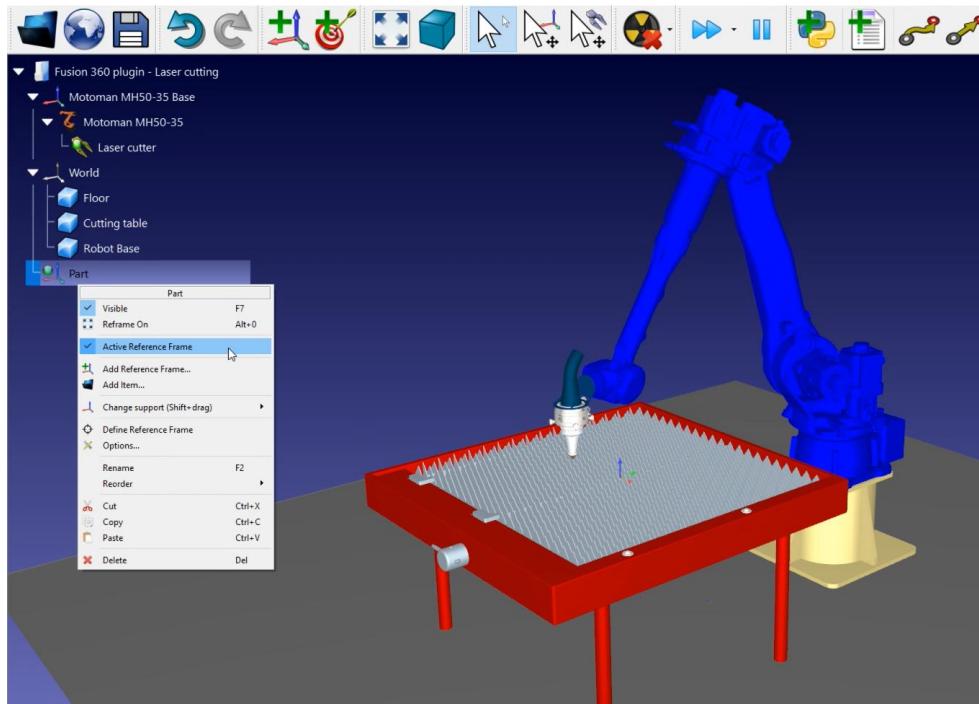 Fusion 360 plugin - Laser cutting
Motoman MH50-35 Base
Motoman MH50-35
Laser cutter
World
Floor
Cutting table
Robot Base
Part
Part
Visible F7
Reframe On Alt+0
Active Reference Frame
Add Reference Frame...
Add Item...
Change support (Shift+drag)
Define Reference Frame
Options...
Rename F2
Reorder
Cut Ctrl+X
Copy Ctrl+C
Paste Ctrl+V
Delete Del